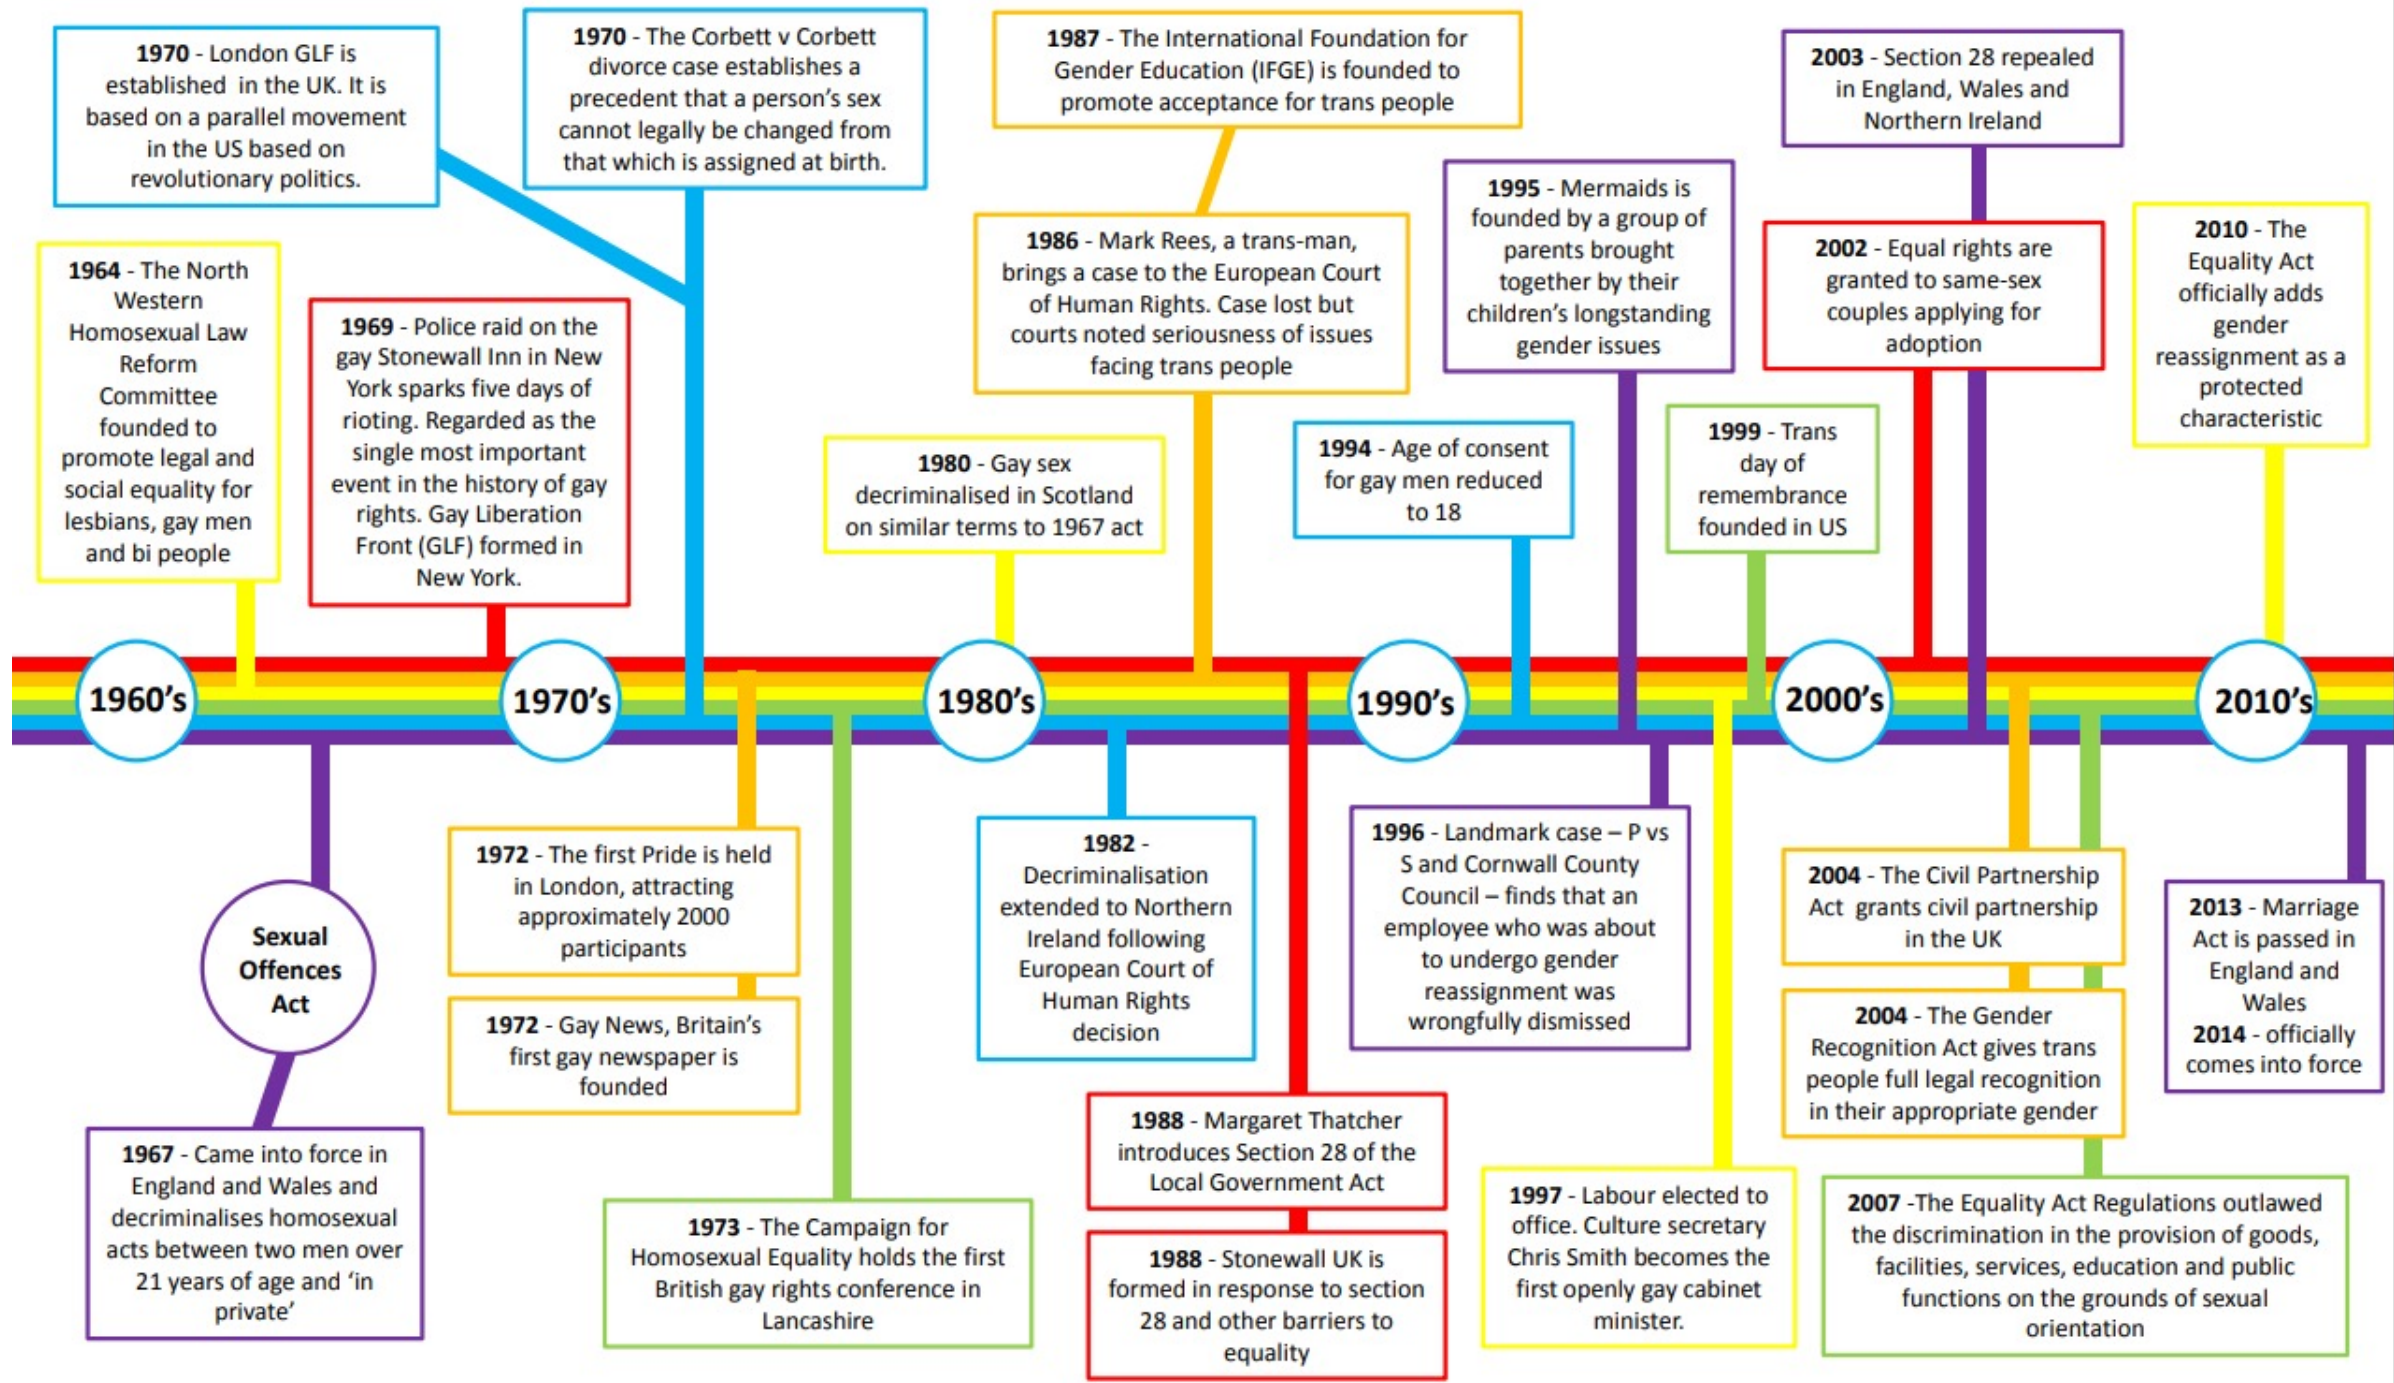 1970 - London GLF is
established in the UK. It is
based on a parallel movement
in the US based on
revolutionary politics.
1970 - The Corbett v Corbett
divorce case establishes a
precedent that a person's sex
cannot legally be changed from
that which is assigned at birth.
1987 - The International Foundation for
Gender Education (IFGE) is founded to
promote acceptance for trans people
2003 - Section 28 repealed
in England, Wales and
Northern Ireland
1964 - The North
Western
Homosexual Law
Reform
Committee
founded to
promote legal and
social equality for
lesbians, gay men
and bi people
1969 - Police raid on the
gay Stonewall Inn in New
York sparks five days of
rioting. Regarded as the
single most important
event in the history of gay
rights. Gay Liberation
Front (GLF) formed in
New York.
1980 - Gay sex
decriminalised in Scotland
on similar terms to 1967 act
1986 - Mark Rees, a trans-man,
brings a case to the European Court
of Human Rights. Case lost but
courts noted seriousness of issues
facing trans people
1994 - Age of consent
for gay men reduced
to 18
1995 - Mermaids is
founded by a group of
parents brought
together by their
children's longstanding
gender issues
1999 - Trans
day of
remembrance
founded in US
2002 - Equal rights are
granted to same-sex
couples applying for
adoption
2010 - The
Equality Act
officially adds
gender
reassignment as a
protected
characteristic
1960's
1970's
1980's
1990's
2000's
2010's
Sexual
Offences
Act
1967 - Came into force in
England and Wales and
decriminalises homosexual
acts between two men over
21 years of age and ‘in
private’
1972 - The first Pride is held
in London, attracting
approximately 2000
participants
1972 - Gay News, Britain's
first gay newspaper is
founded
1973 - The Campaign for
Homosexual Equality holds the first
British gay rights conference in
Lancashire
1982 -
Decriminalisation
extended to Northern
Ireland following
European Court of
Human Rights
decision
1988 - Margaret Thatcher
introduces Section 28 of the
Local Government Act
1988 - Stonewall UK is
formed in response to section
28 and other barriers to
equality
1996 - Landmark case – P vs
S and Cornwall County
Council – finds that an
employee who was about
to undergo gender
reassignment was
wrongfully dismissed
1997 - Labour elected to
office. Culture secretary
Chris Smith becomes the
first openly gay cabinet
minister.
2004 - The Civil Partnership
Act grants civil partnership
in the UK
2004 - The Gender
Recognition Act gives trans
people full legal recognition
in their appropriate gender
2007 -The Equality Act Regulations outlawed
the discrimination in the provision of goods,
facilities, services, education and public
functions on the grounds of sexual
orientation
2013 - Marriage
Act is passed in
England and
Wales
2014 - officially
comes into force